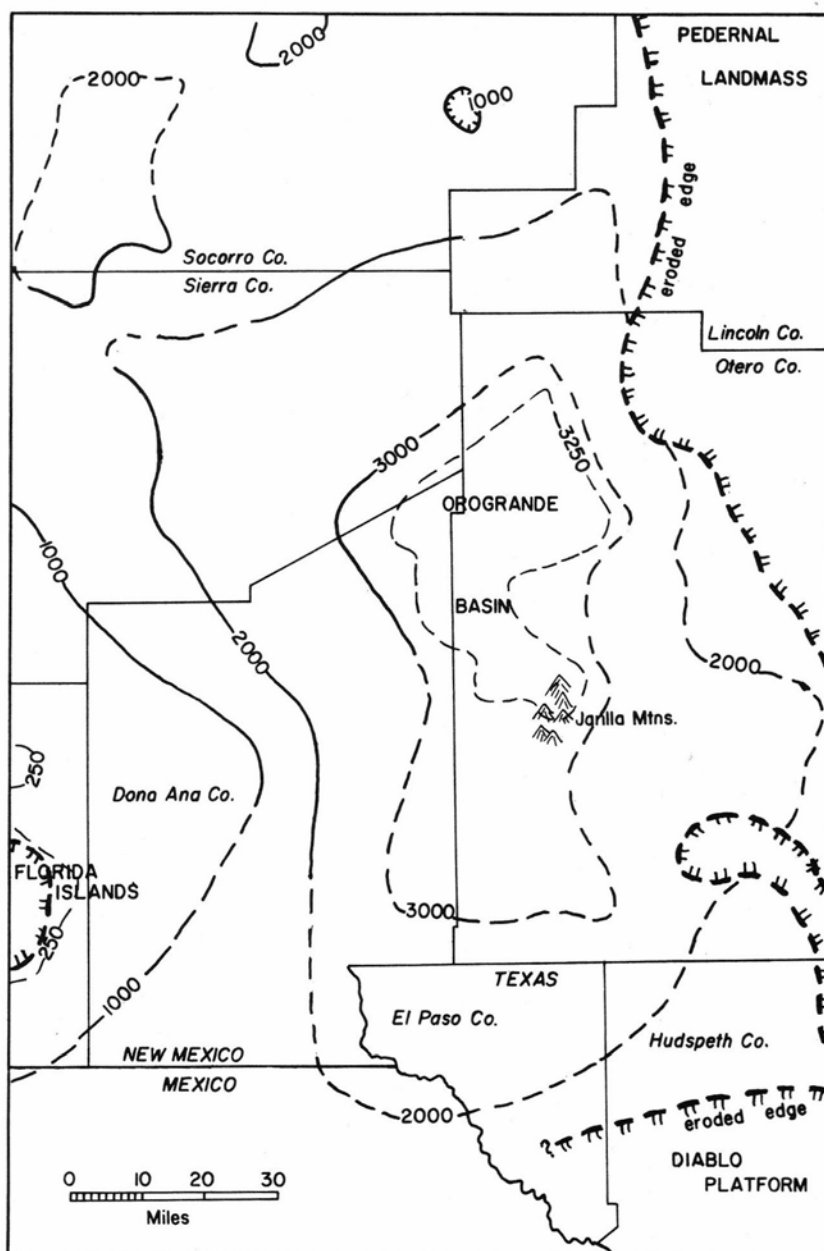 2000
PEDERNAL
LANDMASS
2000
1000
edge
eroded
Socorro Co.
Sierra Co.
Lincoln Co.
Otero Co.
3000
3250
OROGRANDE
1000
BASIN
2000
2000
Jarilla Mtns.
250
Dona Ana Co.
FLORIDA
ISLANDS
3000
250
1000
TEXAS
El Paso Co.
Hudspeth Co.
NEW MEXICO
MEXICO
2000
? eroded edge
DIABLO
PLATFORM
0 10 20 30
Miles